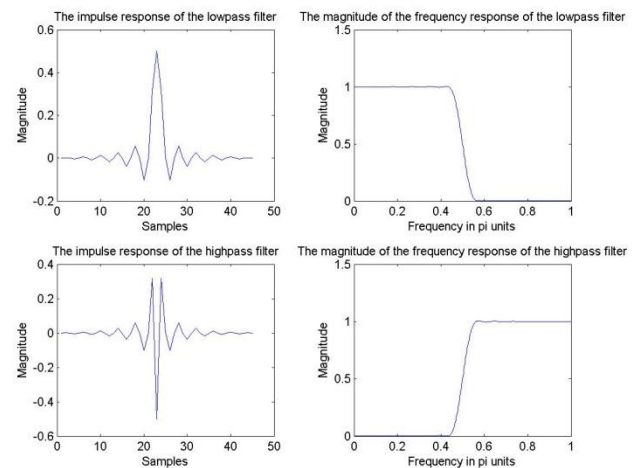 The impulse response of the lowpass filter
0.6
0.4
0.2
0
-0.2
Magnitude
0 10 20 30 40 50
Samples
The magnitude of the frequency response of the lowpass filter
1.5
1
0.5
0
Magnitude
0 0.2 0.4 0.6 0.8 1
Frequency in pi units
The impulse response of the highpass filter
0.4
0.2
0
-0.2
-0.4
-0.6
Magnitude
0 10 20 30 40 50
Samples
The magnitude of the frequency response of the highpass filter
1.5
1
0.5
0
Magnitude
0 0.2 0.4 0.6 0.8 1
Frequency in pi units